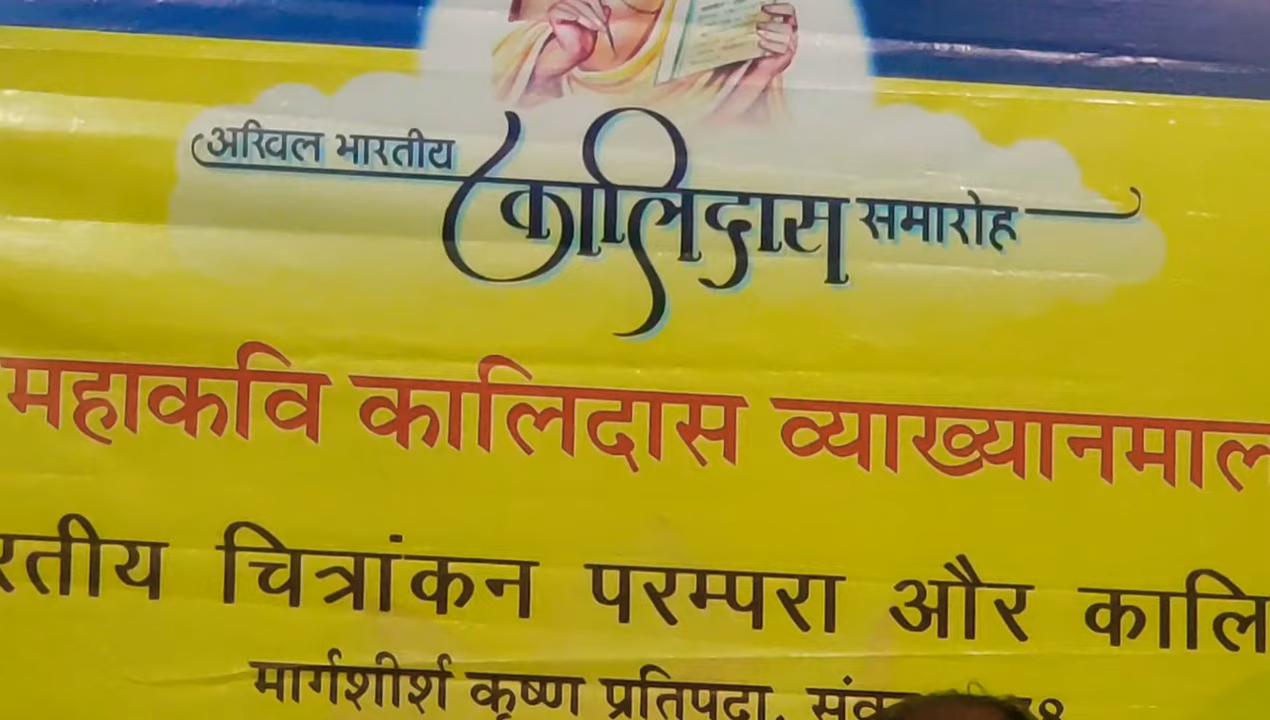 अखिल भारतीय कालिदास समारोह
महाकवि कालिदास व्याख्यानमाल
रतीय चित्रांकन परम्परा और कालि
मार्गशीर्श कृष्ण प्रतिपदा,